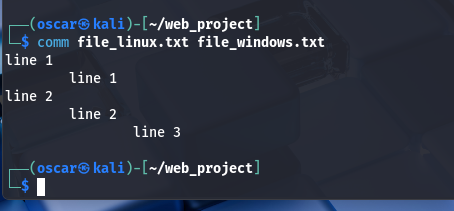 ┌──(oscar㉿kali)-[~/web_project]
└─$ comm file_linux.txt file_windows.txt
line 1
        line 1
line 2
        line 2
                line 3
┌──(oscar㉿kali)-[~/web_project]
└─$